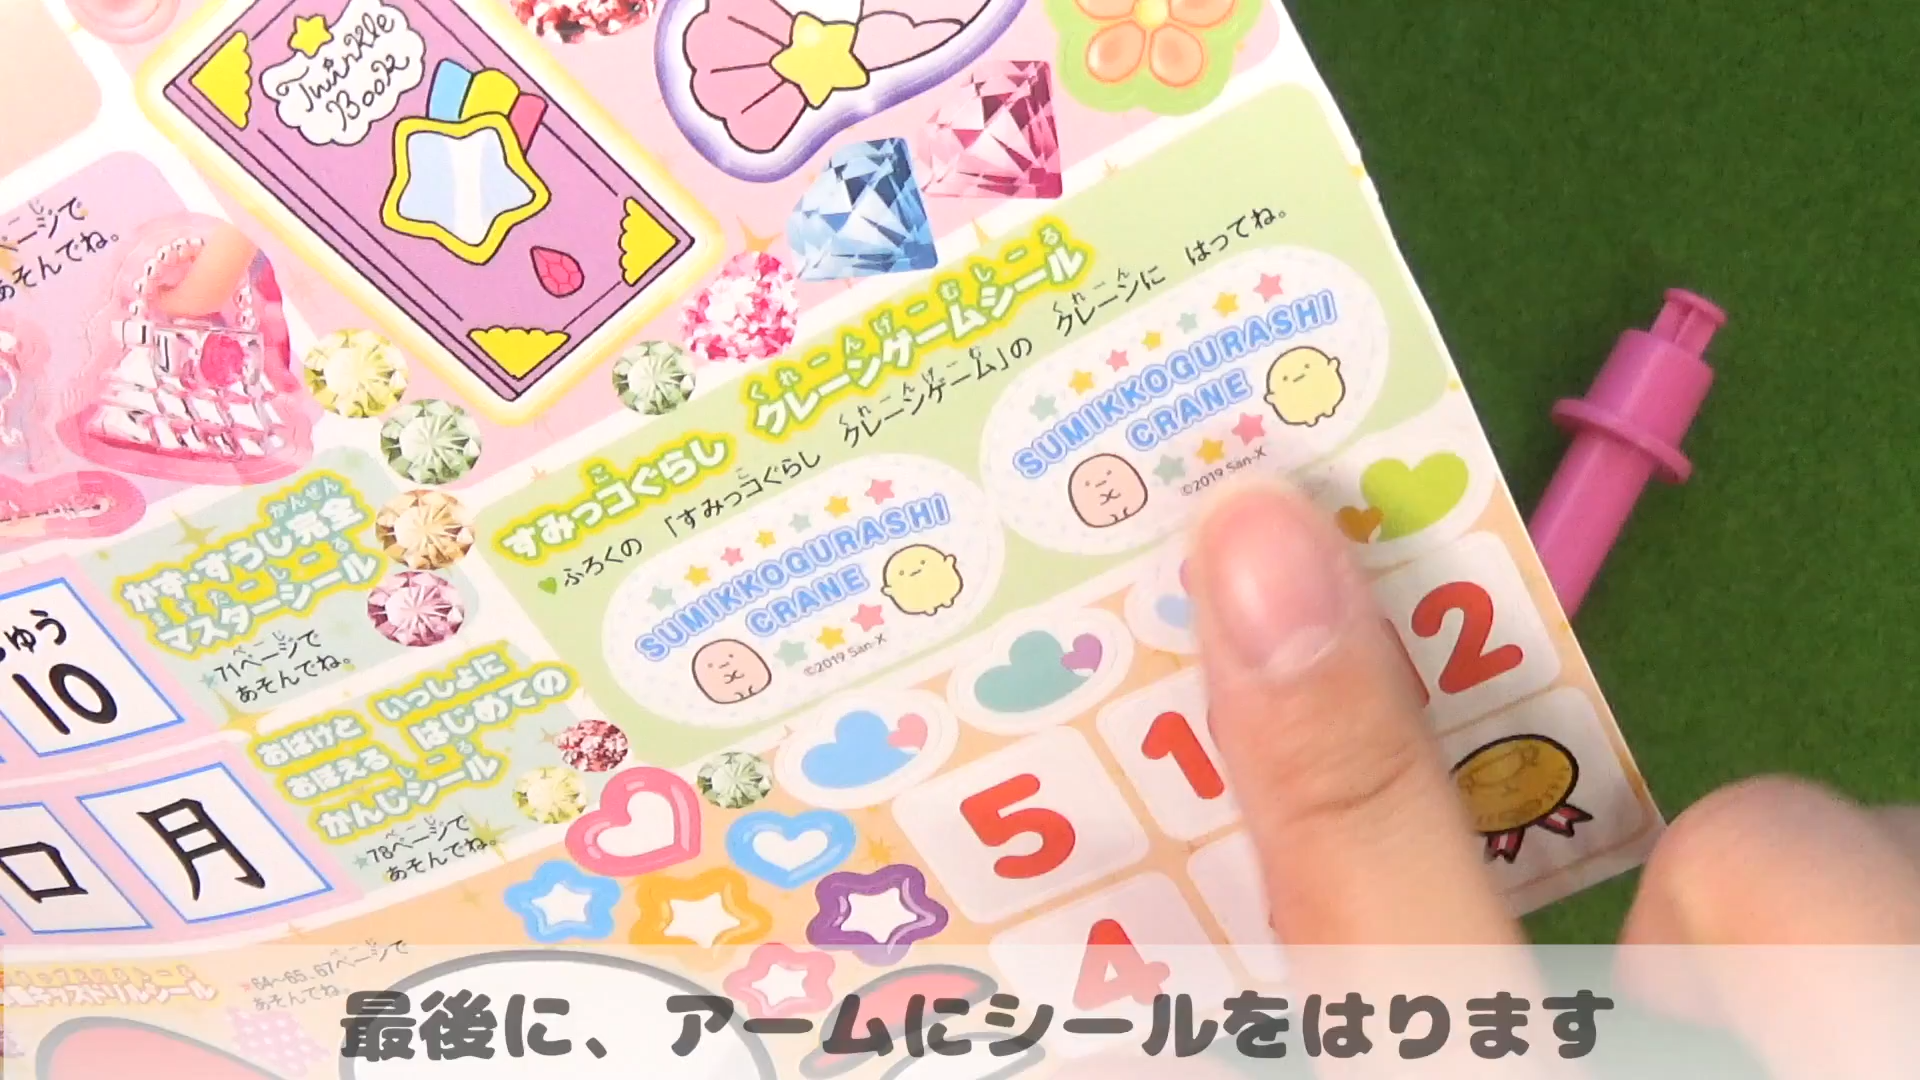 Twinkle
Book
ページで
あそんでね。
すみっコぐらし クレーンゲームシール
ふろくの 「すみっコぐらし クレーンゲーム」の クレーンに はってね。
SUMIKKOGURASHI
CRANE
©2019 San-X
SUMIKKOGURASHI
CRANE
©2019 San-X
かず・すうじ完全
マスターシール
71ページで
あそんでね。
じゅう
10
おばけと いっしょに
おぼえる はじめての
かんじシール
78ページで
あそんでね。
口
月
5
1
2
4
64~65、67ページで
あそんでね。
最後に、アームにシールをはります